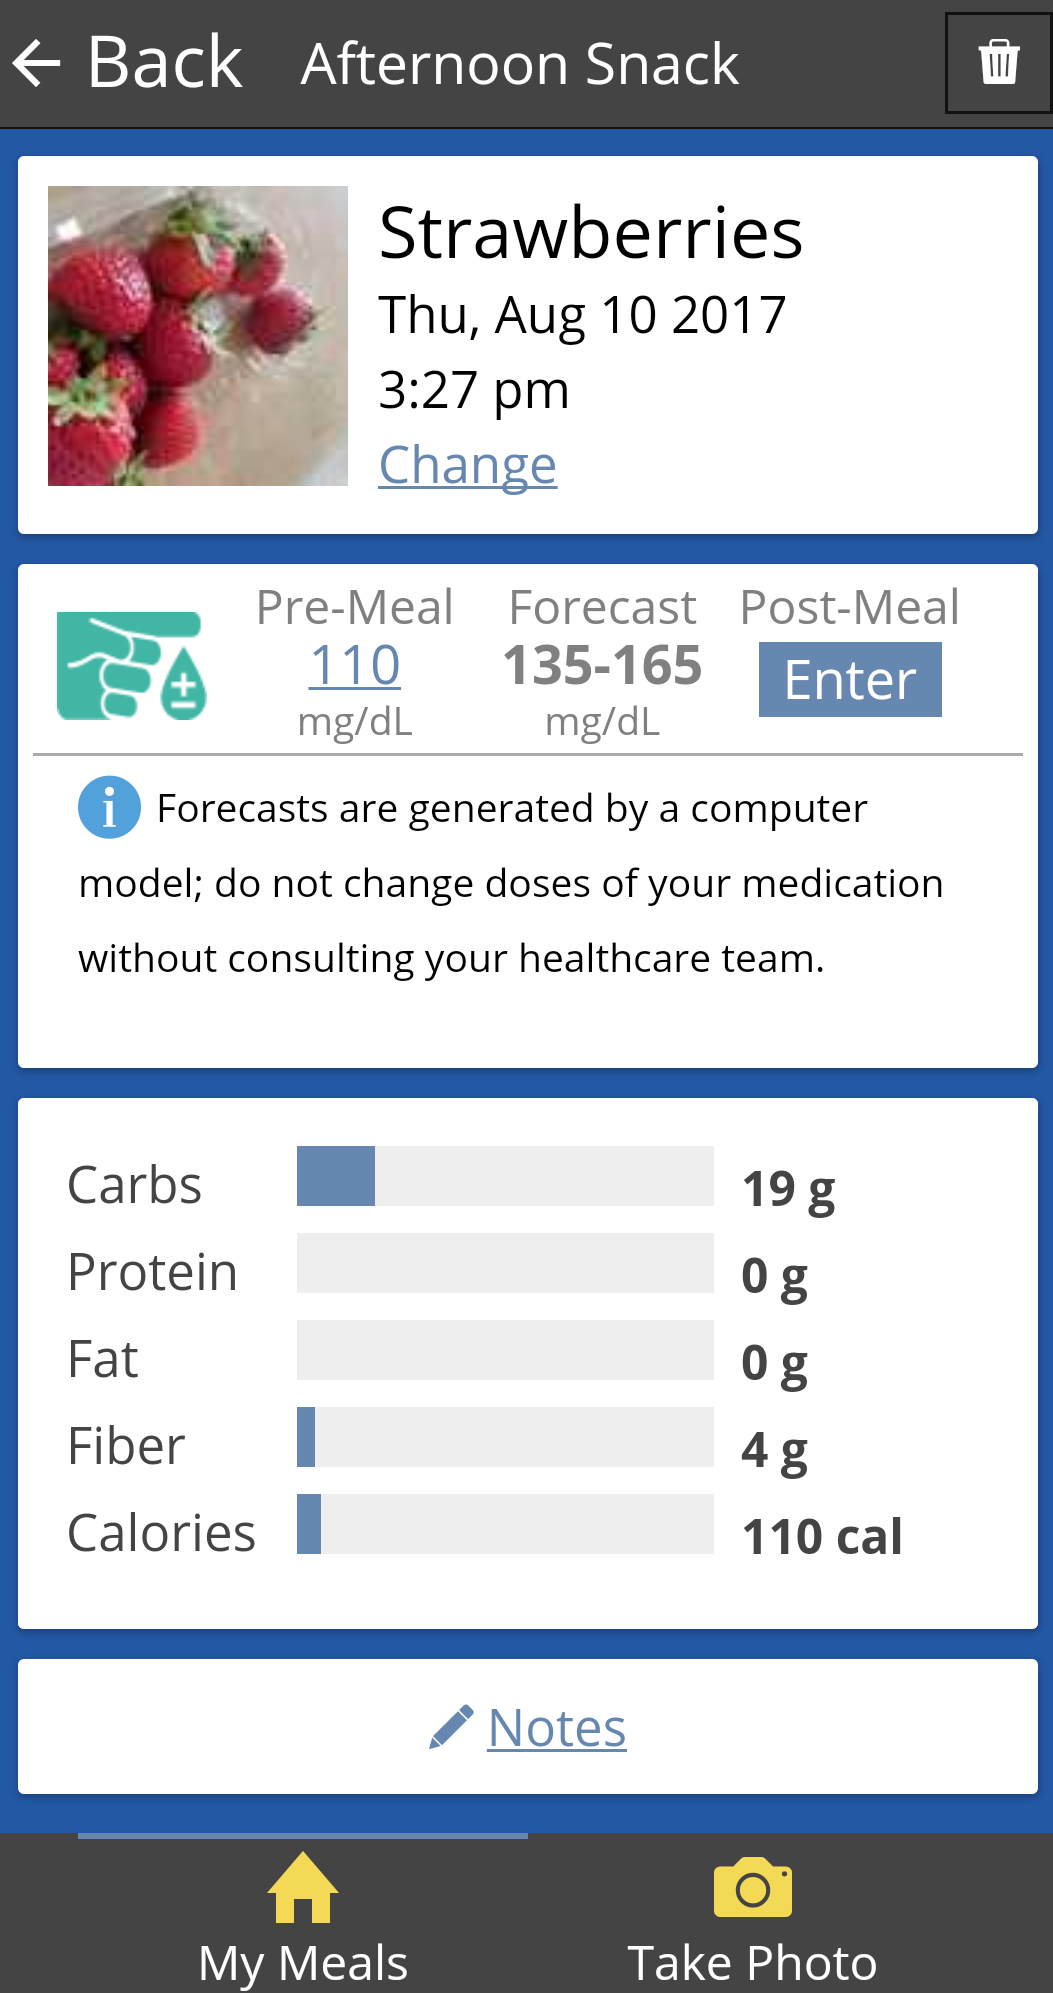 Back Afternoon Snack
Strawberries
Thu, Aug 10 2017
3:27 pm
Change
Pre-Meal Forecast Post-Meal
110 135-165 Enter
mg/dL mg/dL
i Forecasts are generated by a computer
model; do not change doses of your medication
without consulting your healthcare team.
Carbs 19 g
Protein 0 g
Fat 0 g
Fiber 4 g
Calories 110 cal
Notes
My Meals Take Photo